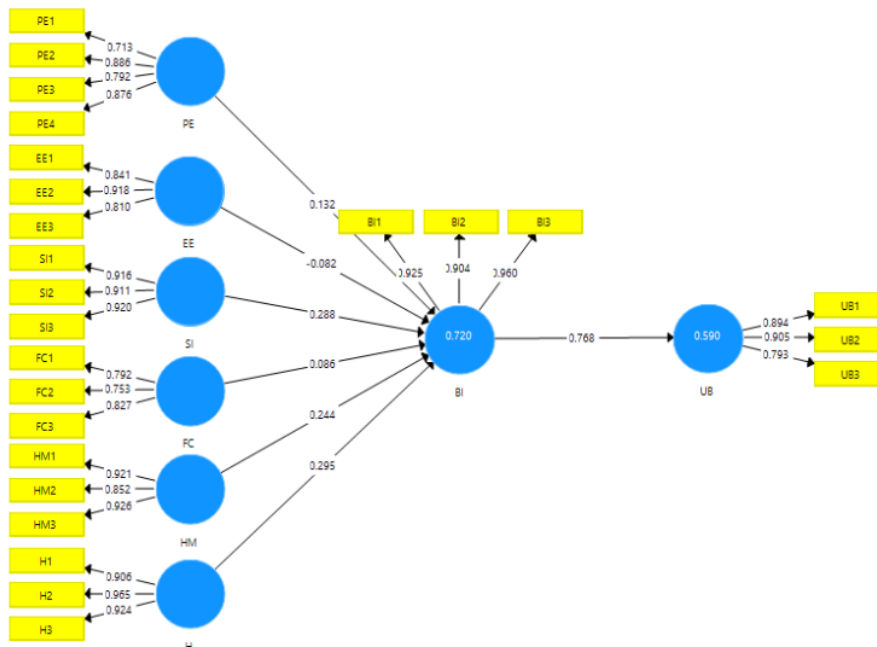 PE1
PE2
PE3
PE4
0.713
0.886
0.792
0.876
PE
EE1
EE2
EE3
0.841
0.918
0.810
EE
SI1
SI2
SI3
0.916
0.911
0.920
SI
FC1
FC2
FC3
0.792
0.753
0.827
FC
HM1
HM2
HM3
0.921
0.852
0.926
HM
H1
H2
H3
0.906
0.965
0.924
H
0.132
-0.082
0.288
0.086
0.244
0.295
BI1
BI2
BI3
0.925
0.904
0.960
0.720
BI
0.768
0.590
UB
0.894
0.905
0.793
UB1
UB2
UB3